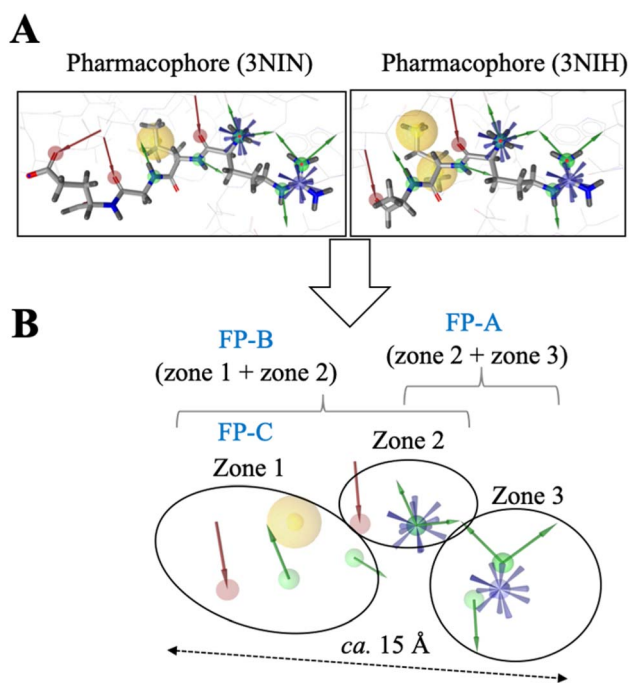 A
Pharmacophore (3NIN)
Pharmacophore (3NIH)
B
FP-B
(zone 1 + zone 2)
FP-A
(zone 2 + zone 3)
FP-C
Zone 1
Zone 2
Zone 3
ca. 15 Å